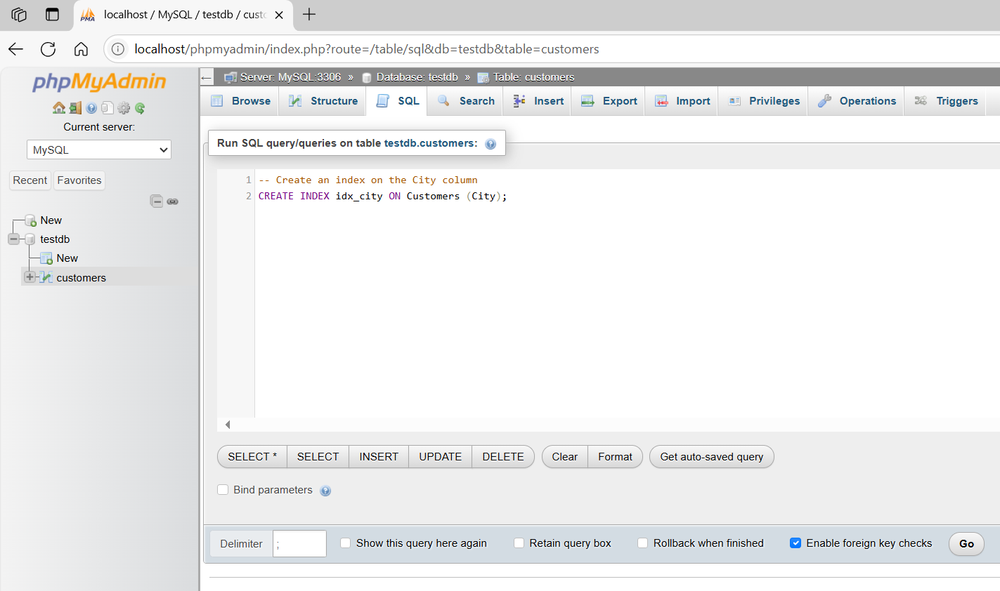 localhost / MySQL / testdb / custo
localhost/phpmyadmin/index.php?route=/table/sql&db=testdb&table=customers
phpMyAdmin
Current server:
MySQL
Recent Favorites
New
testdb
New
customers
Server: MySQL:3306 » Database: testdb » Table: customers
Browse Structure SQL Search Insert Export Import Privileges Operations Triggers
Run SQL query/queries on table testdb.customers:
1 -- Create an index on the City column
2 CREATE INDEX idx_city ON Customers (City);
SELECT * SELECT INSERT UPDATE DELETE Clear Format Get auto-saved query
Bind parameters
Delimiter ; Show this query here again Retain query box Rollback when finished Enable foreign key checks Go